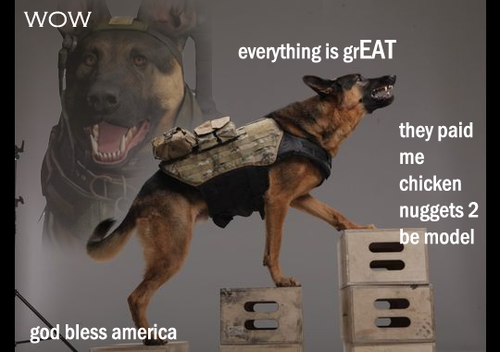 WOW
everything is grEAT
they paid
me
chicken
nuggets 2
be model
god bless america